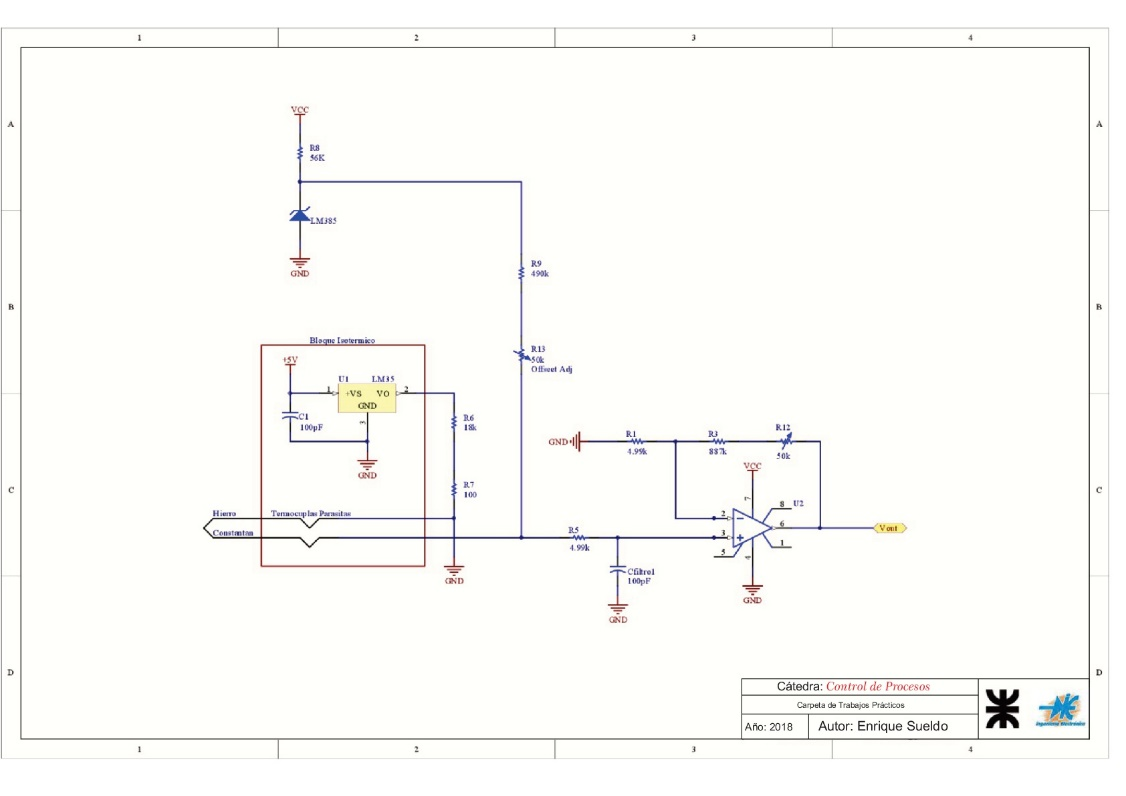 1 2 3 4
A A
VCC
R8
56K
LM385
GND
R9
490k
B B
Bloque Isotermico
R13
50k
Offset Adj
+5V
U1 LM35
1 +VS VO 2
GND
3
C1
100pF
GND
R6
18k
R7
100
GND
R1
4.99k
R3
887k
R12
50k
VCC
C C
7
8 U2
2
6
Vout
3
1
5
4
GND
Hierro Termocuplas Parasitas
Constantan
R5
4.99k
Cfiltro1
100pF
GND
GND
D D
Cátedra: Control de Procesos
Carpeta de Trabajos Prácticos
Año: 2018 Autor: Enrique Sueldo
1 2 3 4